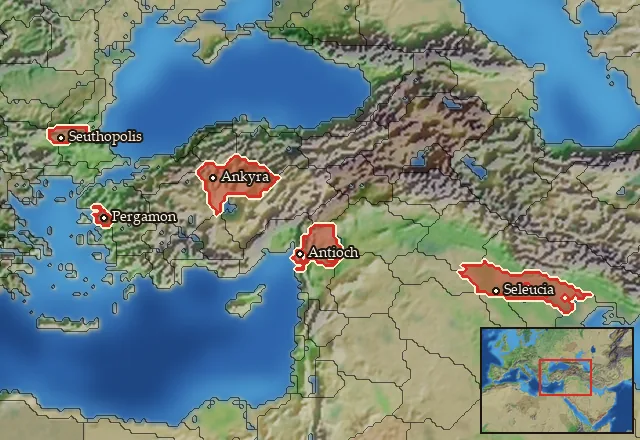 Seuthopolis
Ankyra
Pergamon
Antioch
Seleucia